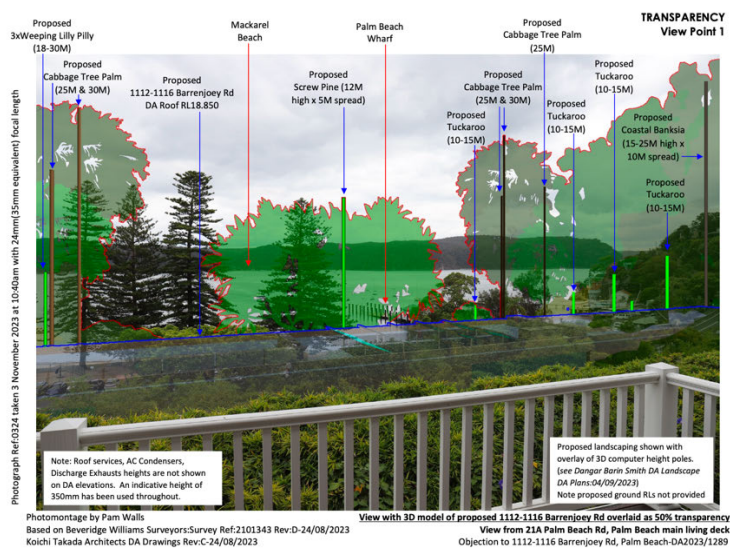 TRANSPARENCY
View Point 1
Proposed
3xWeeping Lilly Pilly
(18-30M)
Mackarel
Beach
Palm Beach
Wharf
Proposed
Cabbage Tree Palm
(25M)
Proposed
Cabbage Tree Palm
(25M & 30M)
Proposed
1112-1116 Barrenjoey Rd
DA Roof RL18.850
Proposed
Screw Pine (12M
high x 5M spread)
Proposed
Cabbage Tree Palm
(25M & 30M)
Proposed
Tuckaroo
(10-15M)
Proposed
Tuckaroo
(10-15M)
Proposed
Tuckaroo
(10-15M)
Proposed
Coastal Banksia
(15-25M high x
10M spread)
Proposed
Tuckaroo
(10-15M)
Photograph Ref:0324 taken 3 November 2023 at 10:40am with 24mm(35mm equivalent) focal length
Note: Roof services, AC Condensers,
Discharge Exhausts heights are not shown
on DA elevations. An indicative height of
350mm has been used throughout.
Proposed landscaping shown with
overlay of 3D computer height poles.
(see Dangar Barin Smith DA Landscape
DA Plans:04/09/2023)
Note proposed ground RLs not provided
Photomontage by Pam Walls
Based on Beveridge Williams Surveyors:Survey Ref:2101343 Rev:D-24/08/2023
Koichi Takada Architects DA Drawings Rev:C-24/08/2023
View with 3D model of proposed 1112-1116 Barrenjoey Rd overlaid as 50% transparency
View from 21A Palm Beach Rd, Palm Beach main living deck
Objection to 1112-1116 Barrenjoey Rd, Palm Beach-DA2023/1289